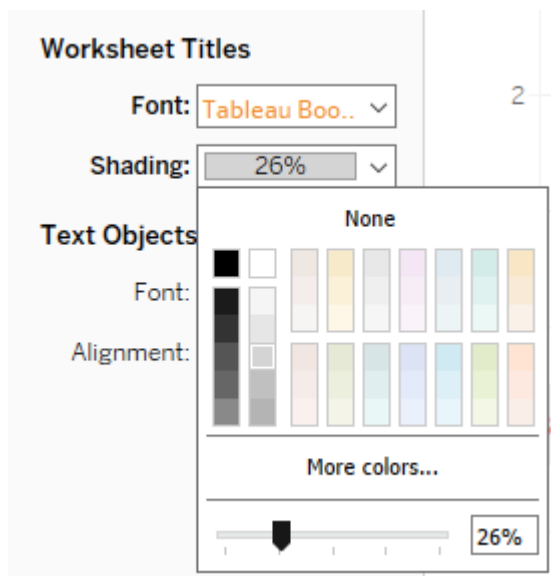 Worksheet Titles
Font: Tableau Boo..
2
Shading: 26%
None
Text Objects
Font:
Alignment:
More colors...
26%